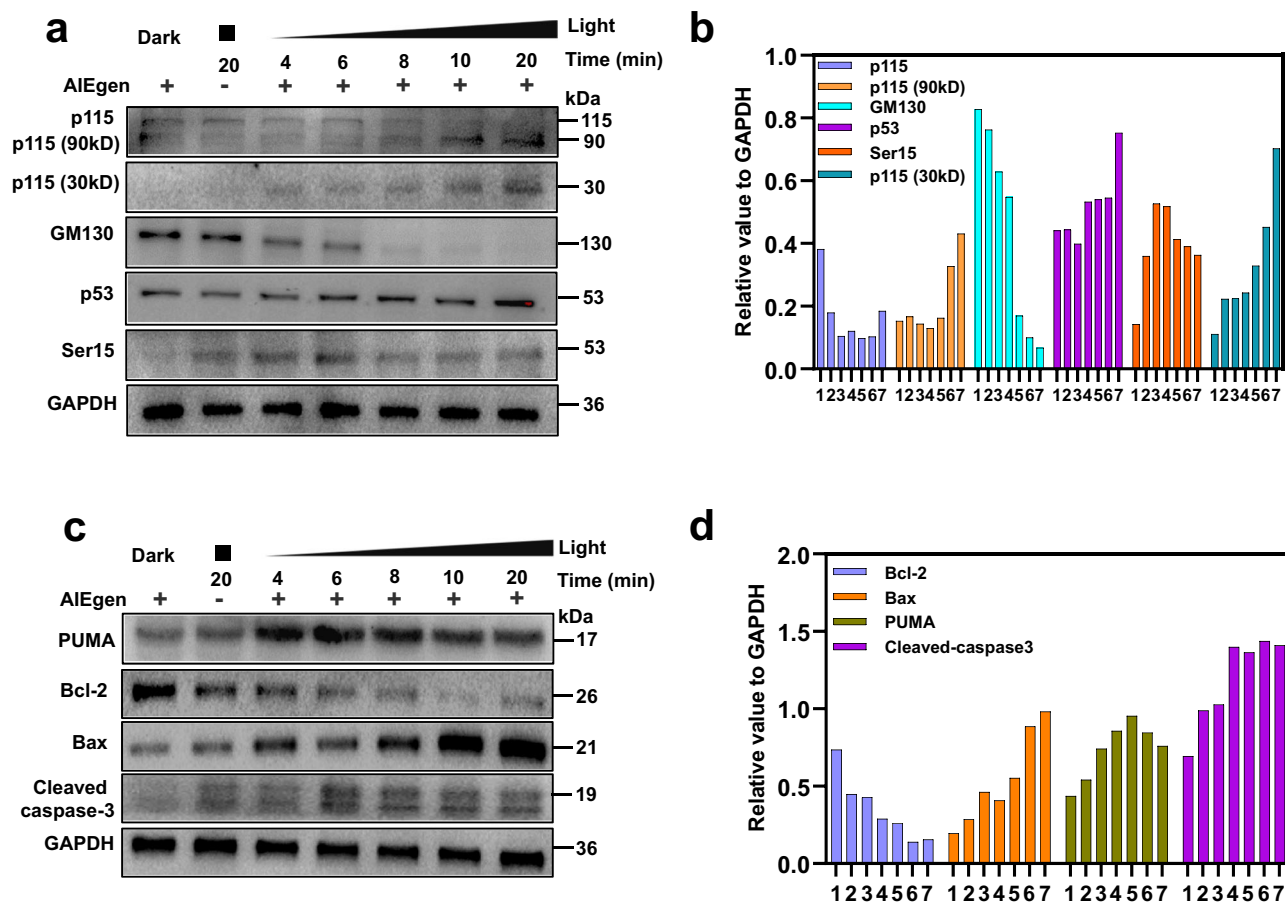 a
Dark
Light
20 4 6 8 10 20 Time (min)
AIEgen + - + + + + + kDa
p115 115
p115 (90kD) 90
p115 (30kD) 30
GM130 130
p53 53
Ser15 53
GAPDH 36
b
Relative value to GAPDH
1.0
0.8
0.6
0.4
0.2
0.0
p115
p115 (90kD)
GM130
p53
Ser15
p115 (30kD)
1234567 1234567 1234567 1234567 1234567 1234567
c
Dark
Light
20 4 6 8 10 20 Time (min)
AIEgen + - + + + + + kDa
PUMA 17
Bcl-2 26
Bax 21
Cleaved
caspase-3 19
GAPDH 36
d
Relative value to GAPDH
2.0
1.5
1.0
0.5
0.0
Bcl-2
Bax
PUMA
Cleaved-caspase3
1234567 1234567 1234567 1234567